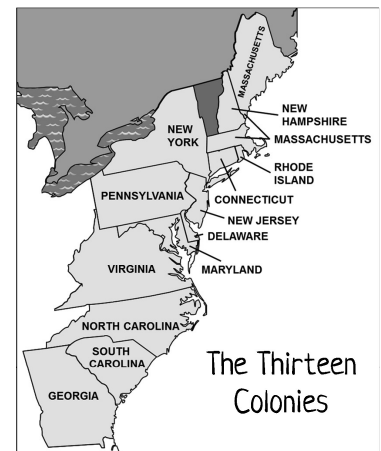 MASSACHUSETTS
NEW
HAMPSHIRE
MASSACHUSETTS
NEW
YORK
RHODE
ISLAND
CONNECTICUT
PENNSYLVANIA
NEW JERSEY
DELAWARE
MARYLAND
VIRGINIA
NORTH CAROLINA
SOUTH
CAROLINA
GEORGIA
The Thirteen
Colonies